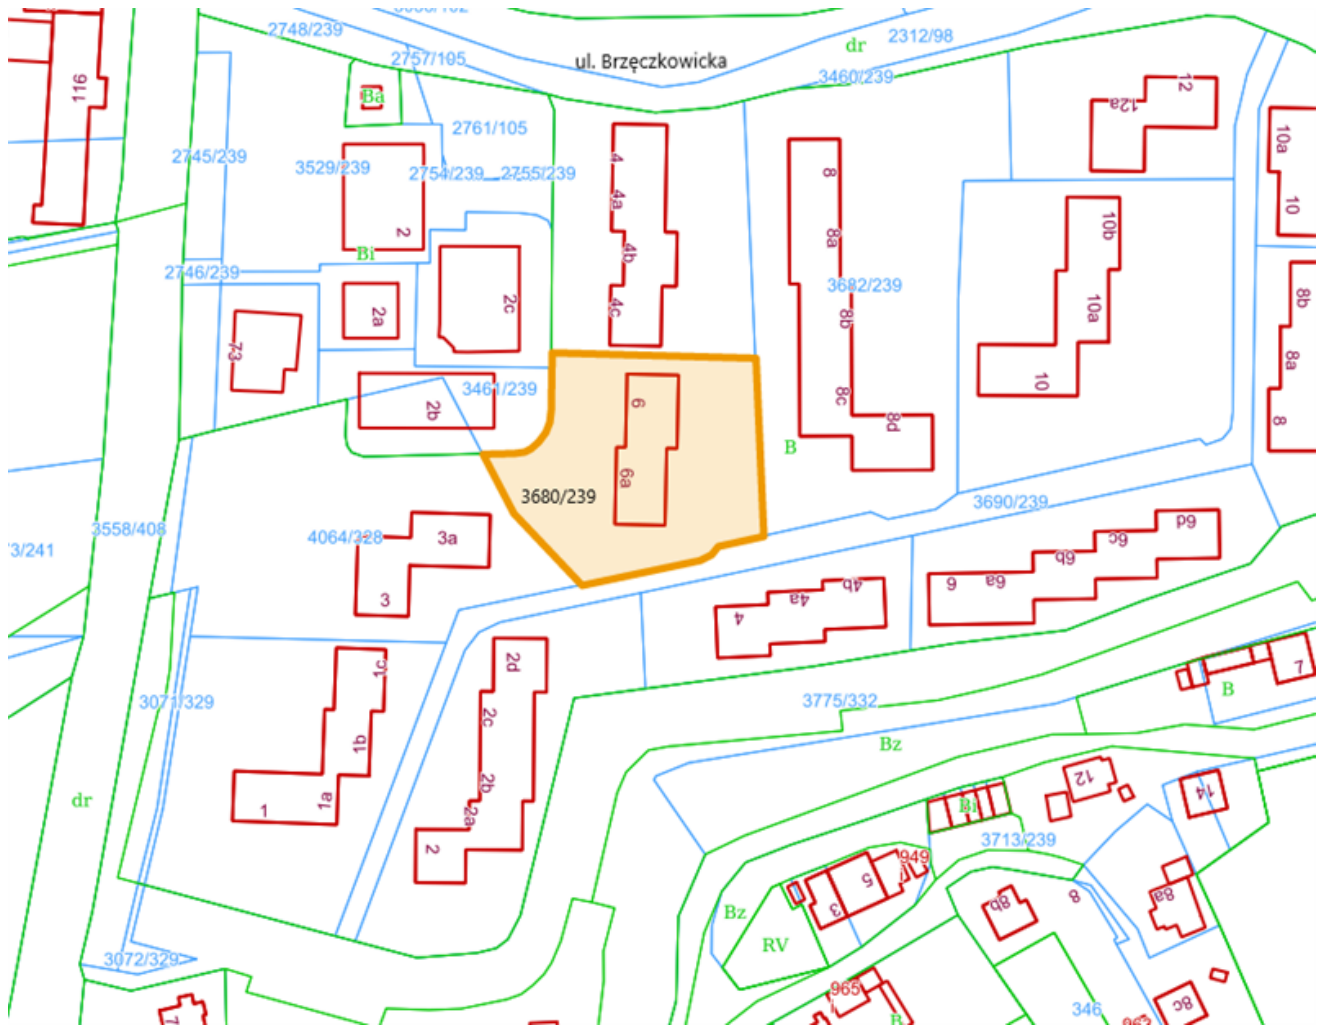 2748/239
2312/98
dr
2757/105
ul. Brzęczkowicka
3460/239
116
Ba
12
12a
2761/105
10a
2745/239
3529/239
2754/239
2755/239
4
8
4a
10
2
10b
8a
Bi
4b
2746/239
3682/239
8b
2a
2c
4c
8b
10a
73
8a
10
3461/239
6
8c
2b
8d
8
B
6a
3680/239
3690/239
3558/408
4064/328
3a
6d
6c
3/241
6b
6
6a
4b
4a
3
4
1c
2d
7
B
3071/329
3775/332
2c
1b
Bz
12
2b
14
dr
1
1a
2a
Bi
3713/239
2
949
5
8
8a
8b
3
Bz
RV
3072/329
965
346
8c